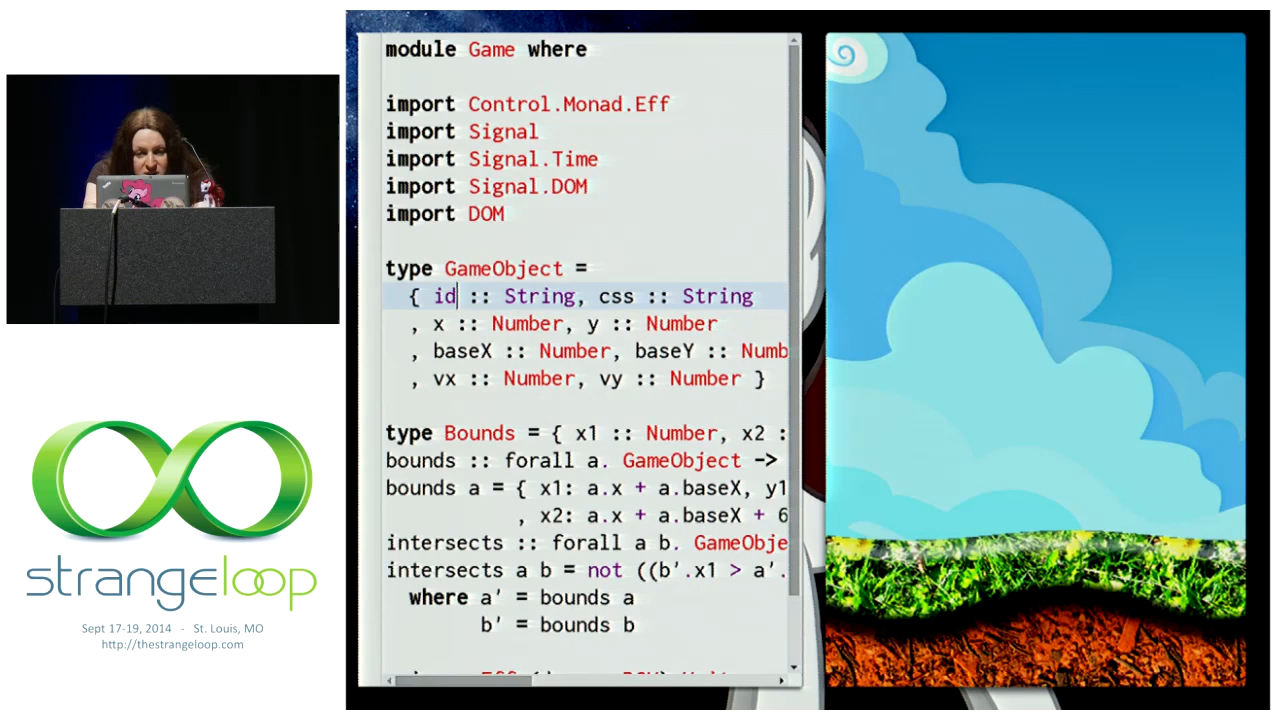 module Game where
import Control.Monad.Eff
import Signal
import Signal.Time
import Signal.DOM
import DOM
type GameObject =
{ id :: String, css :: String
, x :: Number, y :: Number
, baseX :: Number, baseY :: Numb
, vx :: Number, vy :: Number }
type Bounds = { x1 :: Number, x2 :
bounds :: forall a. GameObject ->
bounds a = { x1: a.x + a.baseX, y1
, x2: a.x + a.baseX + 6
intersects :: forall a b. GameObje
intersects a b = not ((b'.x1 > a'.
where a' = bounds a
b' = bounds b
strangeloop
Sept 17-19, 2014 - St. Louis, MO
http://thestrangeloop.com